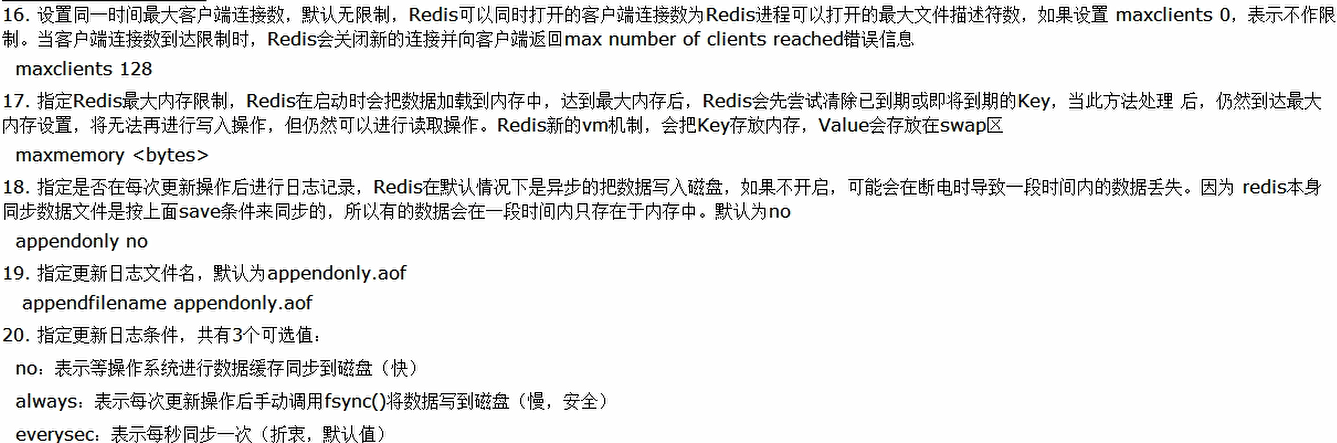 16. 设置同一时间最大客户端连接数，默认无限制，Redis可以同时打开的客户端连接数为Redis进程可以打开的最大文件描述符数，如果设置 maxclients 0，表示不作限
制。当客户端连接数到达限制时，Redis会关闭新的连接并向客户端返回max number of clients reached错误信息
maxclients 128
17. 指定Redis最大内存限制，Redis在启动时会把数据加载到内存中，达到最大内存后，Redis会先尝试清除已到期或即将到期的Key，当此方法处理 后，仍然到达最大
内存设置，将无法再进行写入操作，但仍然可以进行读取操作。Redis新的vm机制，会把Key存放内存，Value会存放在swap区
maxmemory <bytes>
18. 指定是否在每次更新操作后进行日志记录，Redis在默认情况下是异步的把数据写入磁盘，如果不开启，可能会在断电时导致一段时间内的数据丢失。因为 redis本身
同步数据文件是按上面save条件来同步的，所以有的数据会在一段时间内只存在于内存中。默认为no
appendonly no
19. 指定更新日志文件名，默认为appendonly.aof
appendfilename appendonly.aof
20. 指定更新日志条件，共有3个可选值：
no：表示等操作系统进行数据缓存同步到磁盘（快）
always：表示每次更新操作后手动调用fsync()将数据写到磁盘（慢，安全）
everysec：表示每秒同步一次（折衷，默认值）